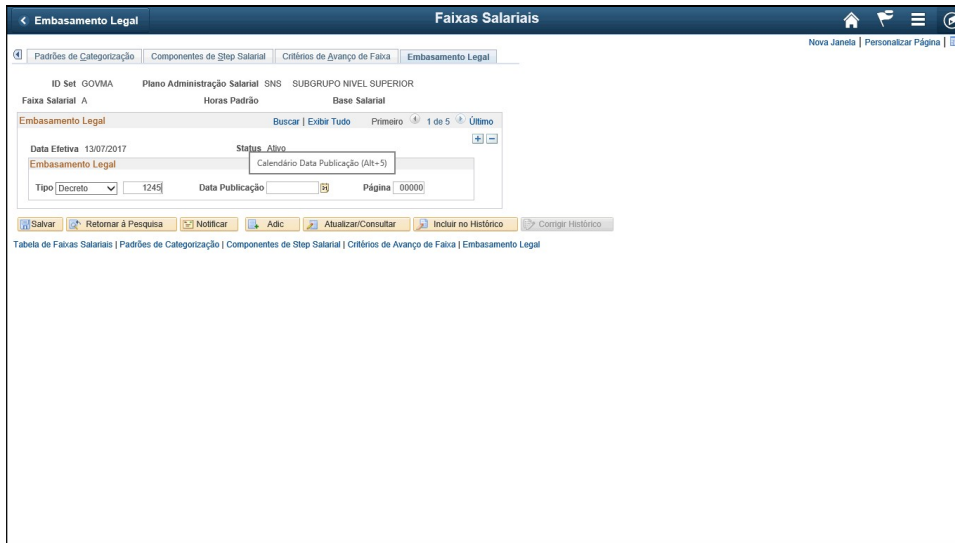 Embasamento Legal
Faixas Salariais
Nova Janela | Personalizar Página |
Padrões de Categorização
Componentes de Step Salarial
Critérios de Avanço de Faixa
Embasamento Legal
ID Set GOVMA Plano Administração Salarial SNS SUBGRUPO NIVEL SUPERIOR
Faixa Salarial A Horas Padrão Base Salarial
Embasamento Legal Buscar | Exibir Tudo Primeiro 1 de 5 Último
Data Efetiva 13/07/2017 Status Ativo
Embasamento Legal
Calendário Data Publicação (Alt+5)
Tipo Decreto 1245 Data Publicação Página 00000
Salvar Retornar à Pesquisa Notificar Adic Atualizar/Consultar Incluir no Histórico Corrigir Histórico
Tabela de Faixas Salariais | Padrões de Categorização | Componentes de Step Salarial | Critérios de Avanço de Faixa | Embasamento Legal